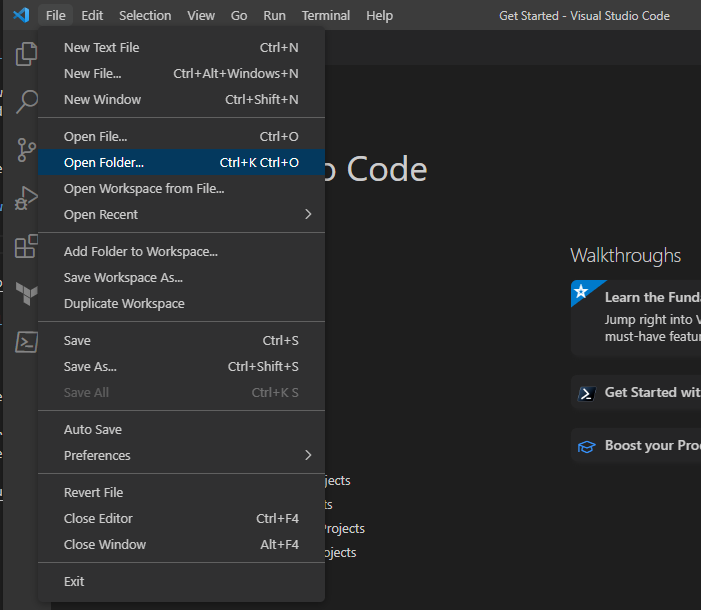 File Edit Selection View Go Run Terminal Help Get Started - Visual Studio Code
New Text File Ctrl+N
New File... Ctrl+Alt+Windows+N
New Window Ctrl+Shift+N
Open File... Ctrl+O
Open Folder... Ctrl+K Ctrl+O
Open Workspace from File...
Open Recent
Add Folder to Workspace...
Save Workspace As...
Duplicate Workspace
Save Ctrl+S
Save As... Ctrl+Shift+S
Save All Ctrl+K S
Auto Save
Preferences
Revert File
Close Editor Ctrl+F4
Close Window Alt+F4
Exit
o Code
jects
ts
Projects
ojects
Walkthroughs
Learn the Funda
Jump right into V
must-have featur
Get Started wit
Boost your Pro